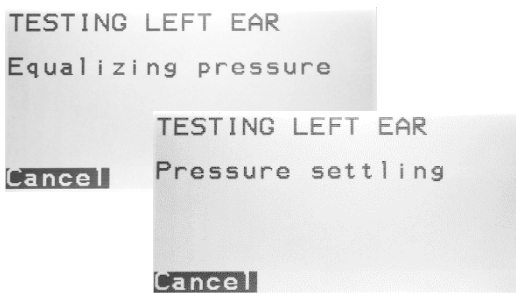 TESTING LEFT EAR
Equalizing pressure
Cancel
TESTING LEFT EAR
Pressure settling
Cancel